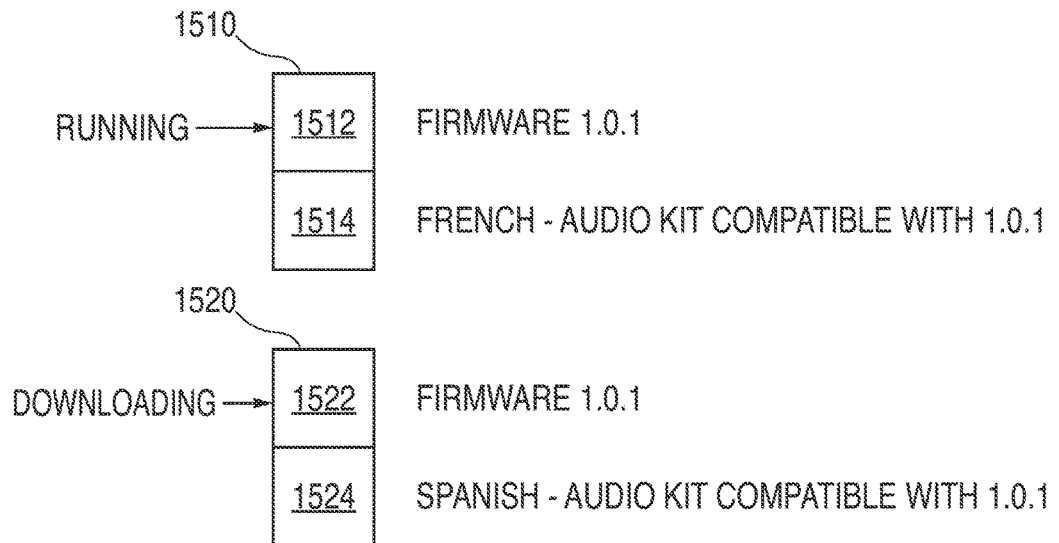 1510
RUNNING 1512 FIRMWARE 1.0.1
1514 FRENCH - AUDIO KIT COMPATIBLE WITH 1.0.1
1520
DOWNLOADING 1522 FIRMWARE 1.0.1
1524 SPANISH - AUDIO KIT COMPATIBLE WITH 1.0.1